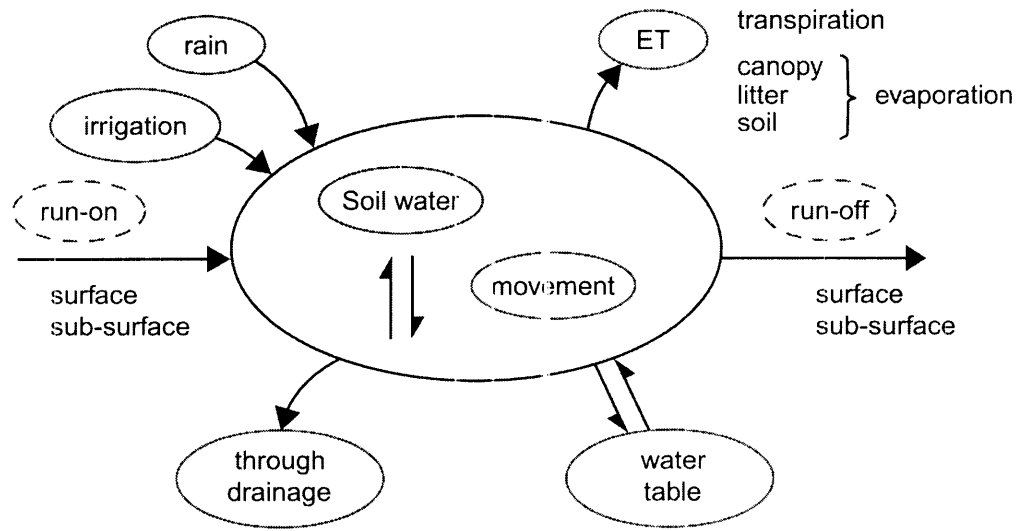 rain
ET
transpiration
canopy
litter
soil
evaporation
irrigation
run-on
Soil water
run-off
movement
surface
sub-surface
surface
sub-surface
through
drainage
water
table